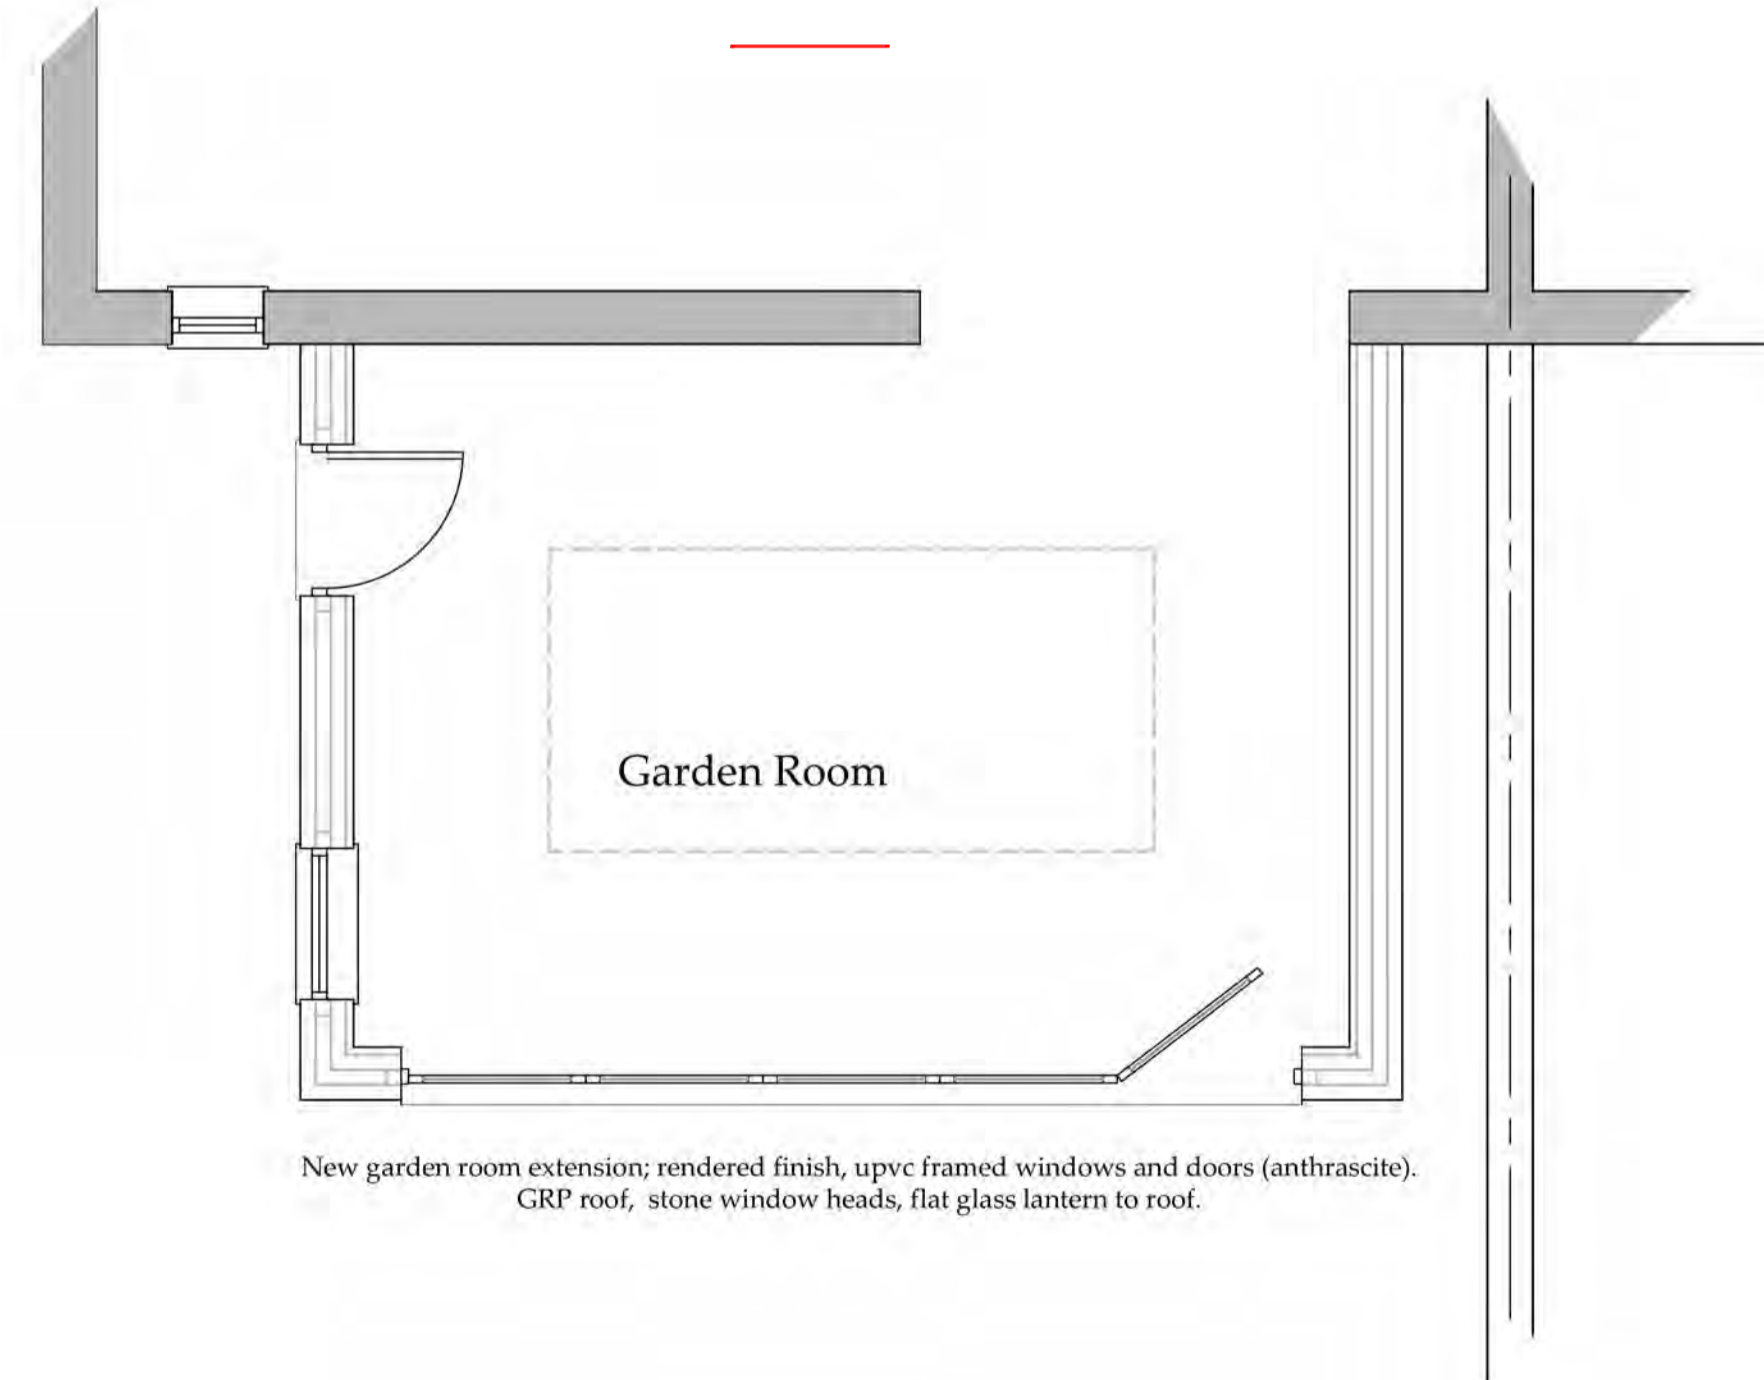 Garden Room
New garden room extension; rendered finish, upvc framed windows and doors (anthrascite).
GRP roof, stone window heads, flat glass lantern to roof.